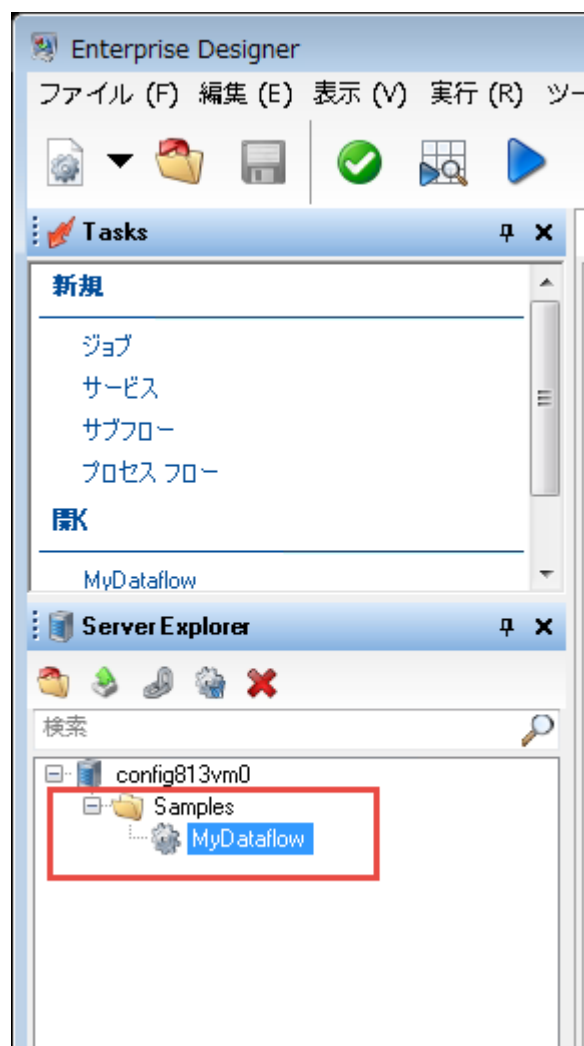 Enterprise Designer
ファイル (F) 編集 (E) 表示 (V) 実行 (R) ツー
Tasks
新規
ジョブ
サービス
サブフロー
プロセス フロー
開く
MyDataflow
Server Explorer
検索
config813vm0
Samples
MyDataflow